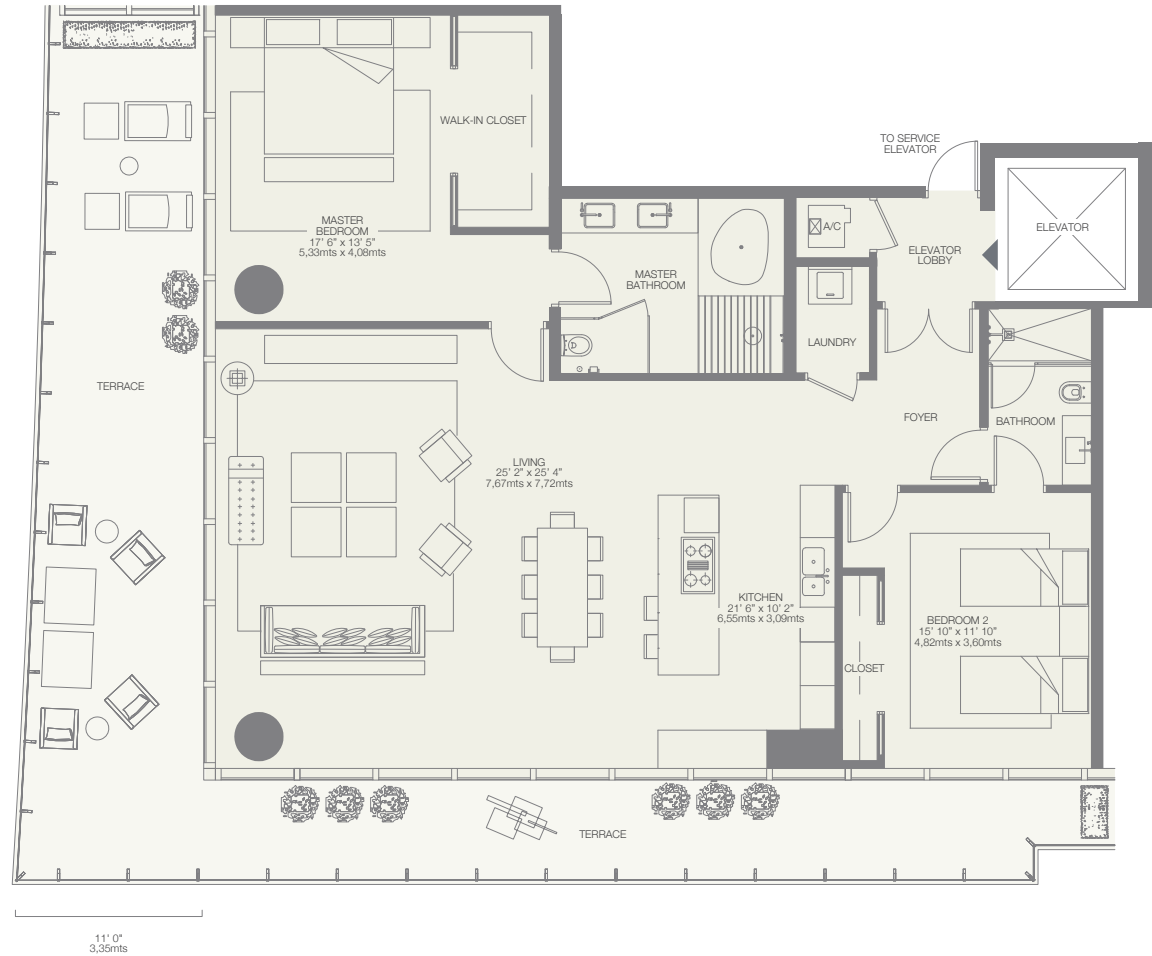 TO SERVICE
ELEVATOR
WALK-IN CLOSET
MASTER
BEDROOM
17' 6" x 13' 5"
5,33mts x 4,08mts
A/C
ELEVATOR
LOBBY
ELEVATOR
MASTER
BATHROOM
LAUNDRY
TERRACE
FOYER
BATHROOM
LIVING
25' 2" x 25' 4"
7,67mts x 7,72mts
KITCHEN
21' 6" x 10' 2"
6,55mts x 3,09mts
BEDROOM 2
15' 10" x 11' 10"
4,82mts x 3,60mts
CLOSET
TERRACE
11' 0"
3,35mts